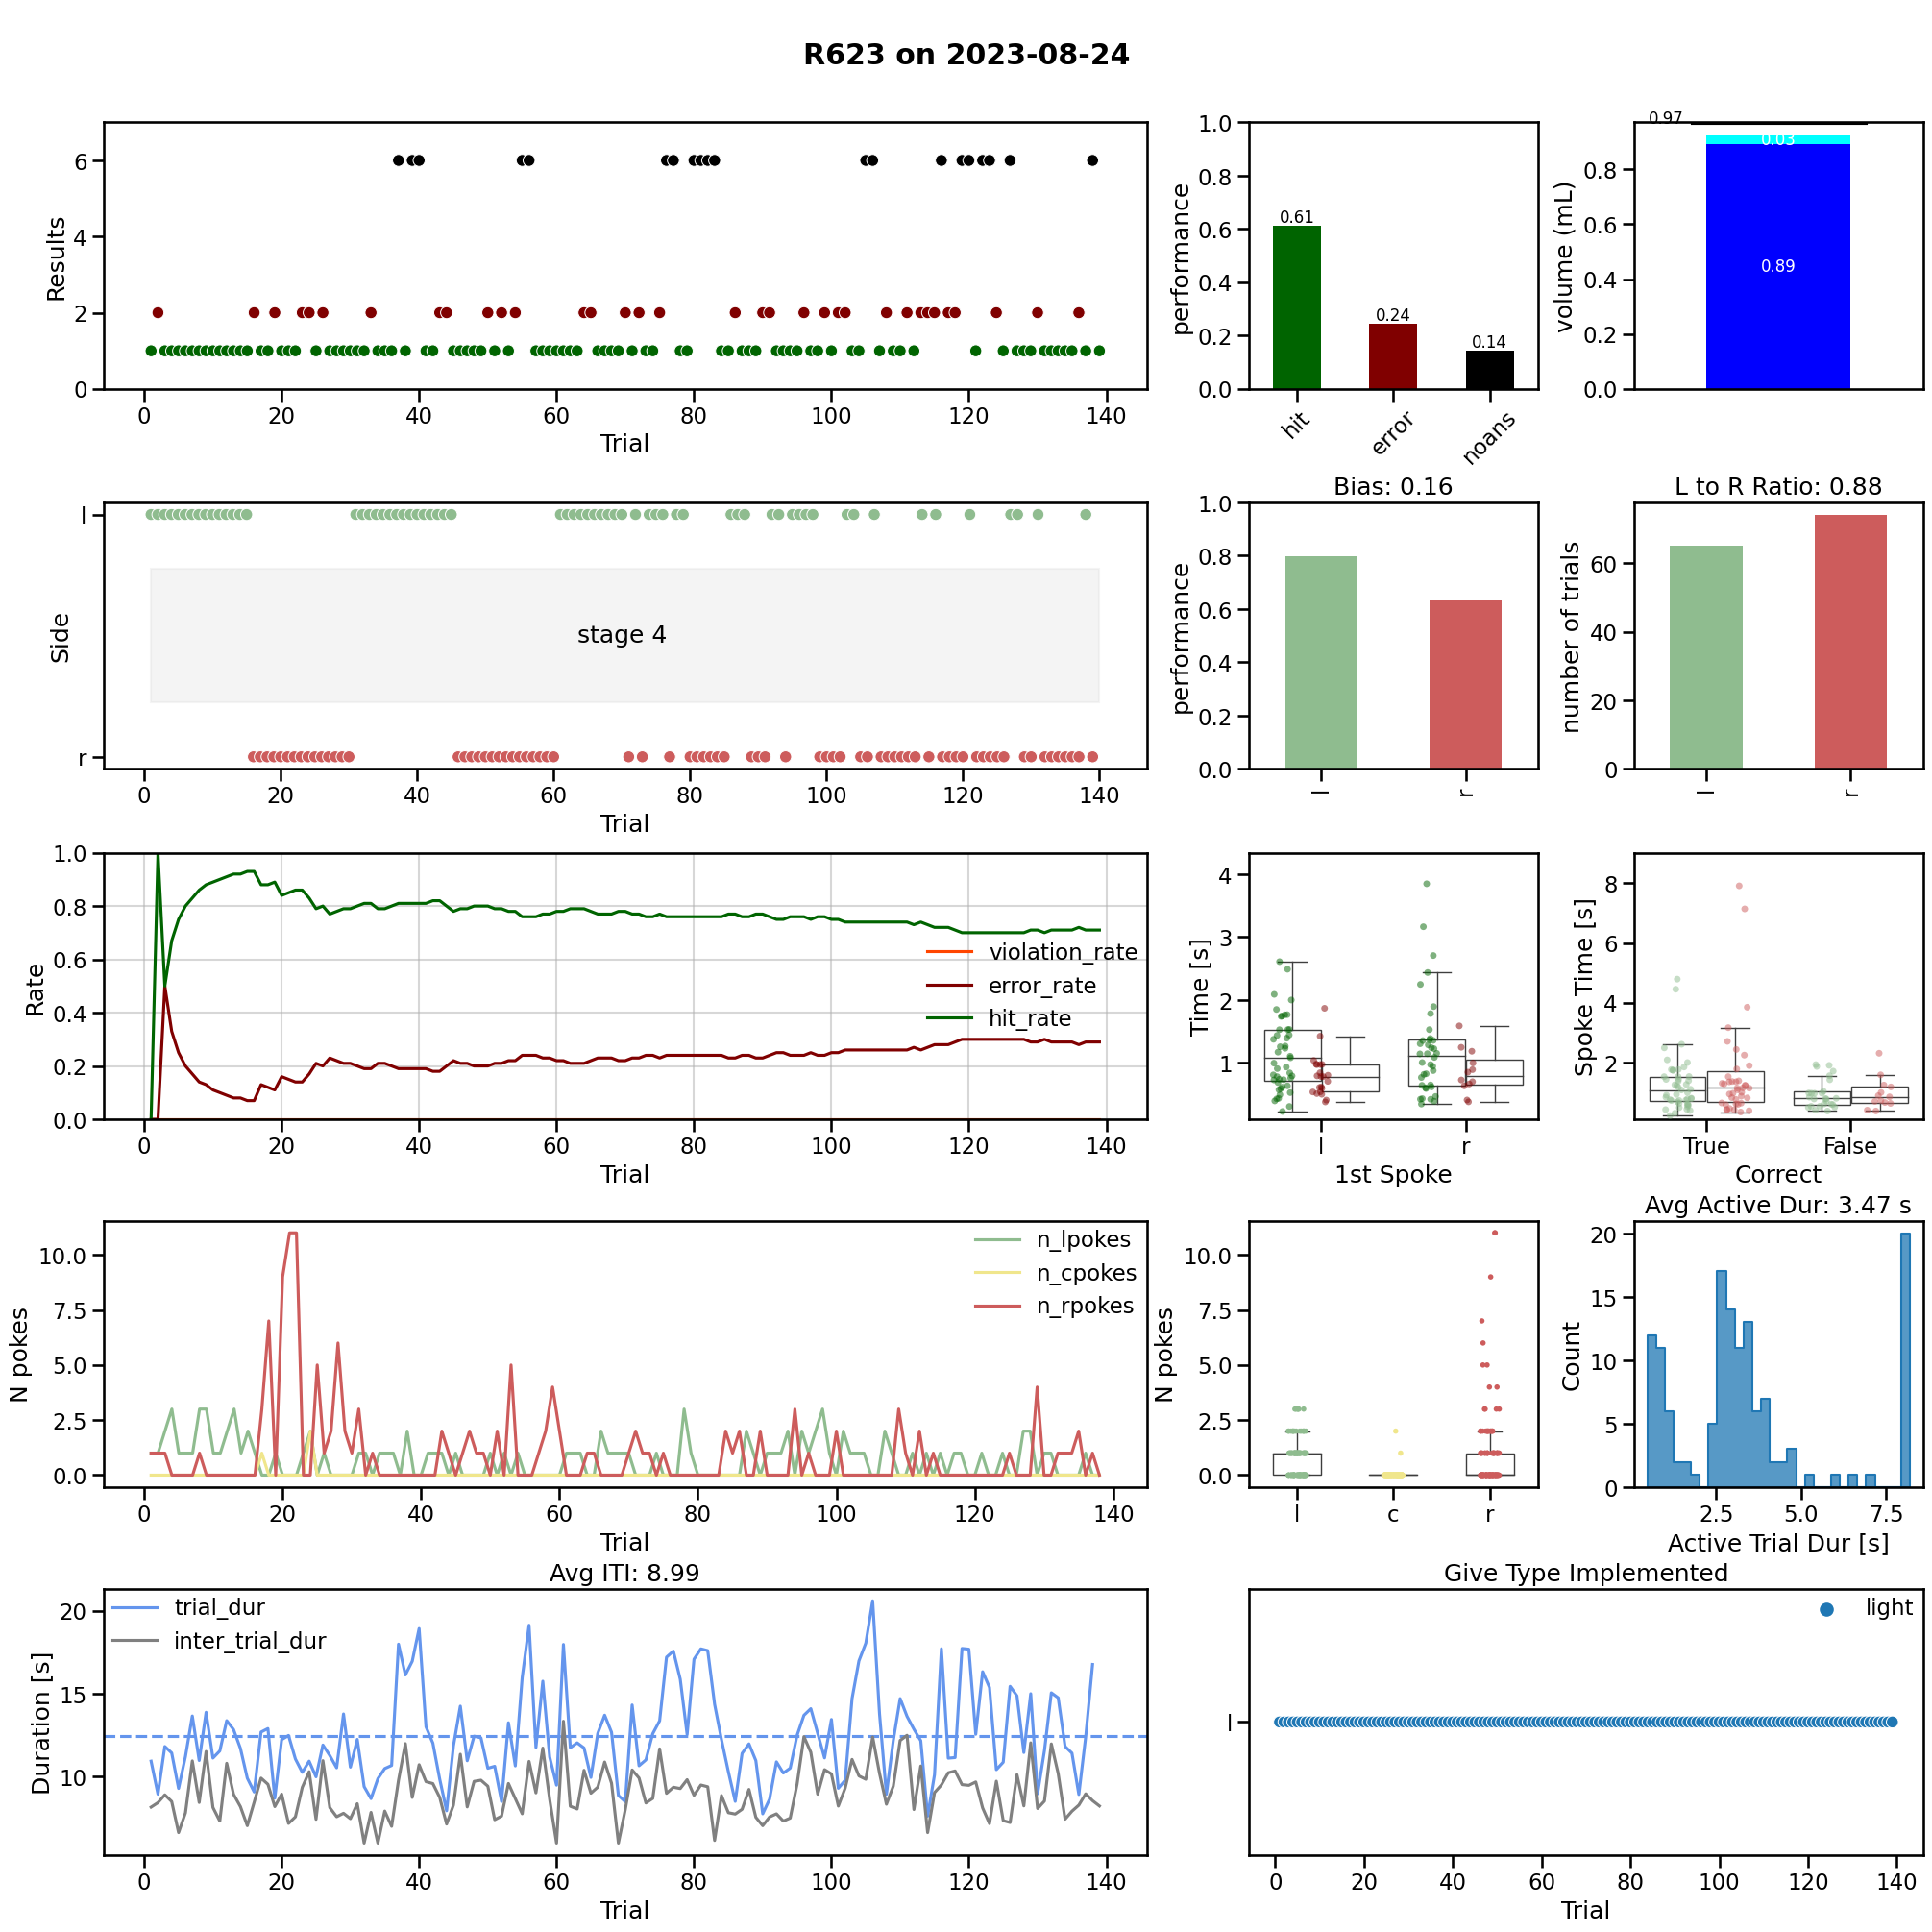 R623 on 2023-08-24
Results
6
4
2
0
0 20 40 60 80 100 120 140
Trial
performance
1.0
0.8
0.6
0.4
0.2
0.0
0.61
0.24
0.14
hit
error
noans
volume (mL)
0.97
0.03
0.89
0.8
0.6
0.4
0.2
0.0
Side
l
r
stage 4
0 20 40 60 80 100 120 140
Trial
Bias: 0.16
performance
1.0
0.8
0.6
0.4
0.2
0.0
l r
L to R Ratio: 0.88
number of trials
60
40
20
0
l r
Rate
1.0
0.8
0.6
0.4
0.2
0.0
violation_rate
error_rate
hit_rate
0 20 40 60 80 100 120 140
Trial
Time [s]
4
3
2
1
l r
1st Spoke
Spoke Time [s]
8
6
4
2
True False
Correct
N pokes
10.0
7.5
5.0
2.5
0.0
n_lpokes
n_cpokes
n_rpokes
0 20 40 60 80 100 120 140
Trial
N pokes
10.0
7.5
5.0
2.5
0.0
l c r
Avg Active Dur: 3.47 s
Count
20
15
10
5
0
2.5 5.0 7.5
Active Trial Dur [s]
Avg ITI: 8.99
Duration [s]
20
15
10
trial_dur
inter_trial_dur
0 20 40 60 80 100 120 140
Trial
Give Type Implemented
light
l
0 20 40 60 80 100 120 140
Trial